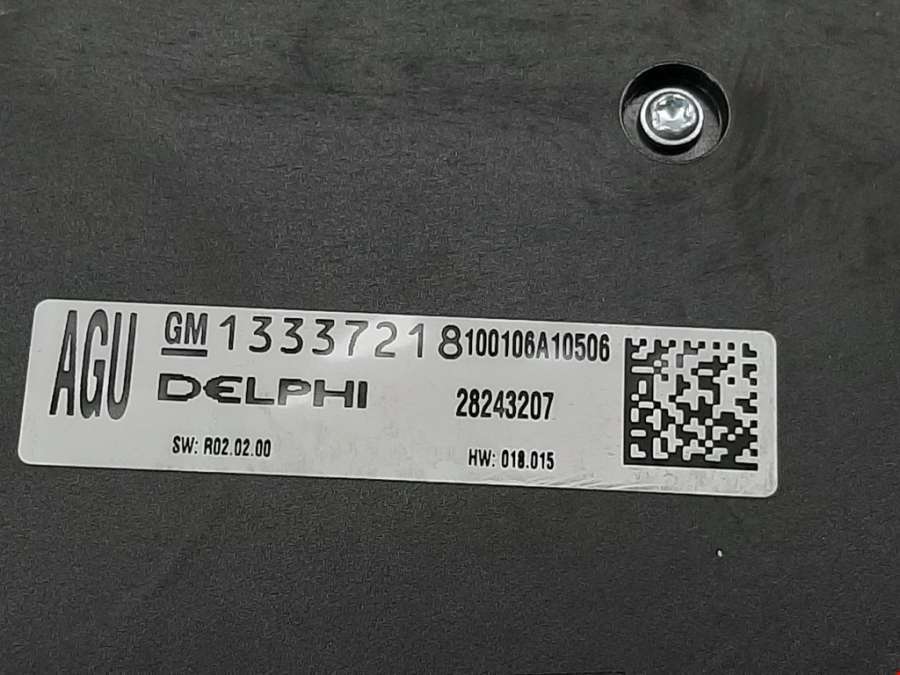 AGU
GM 13337218 100106A10506
DELPHI 28243207
SW: R02.02.00 HW: 018.015